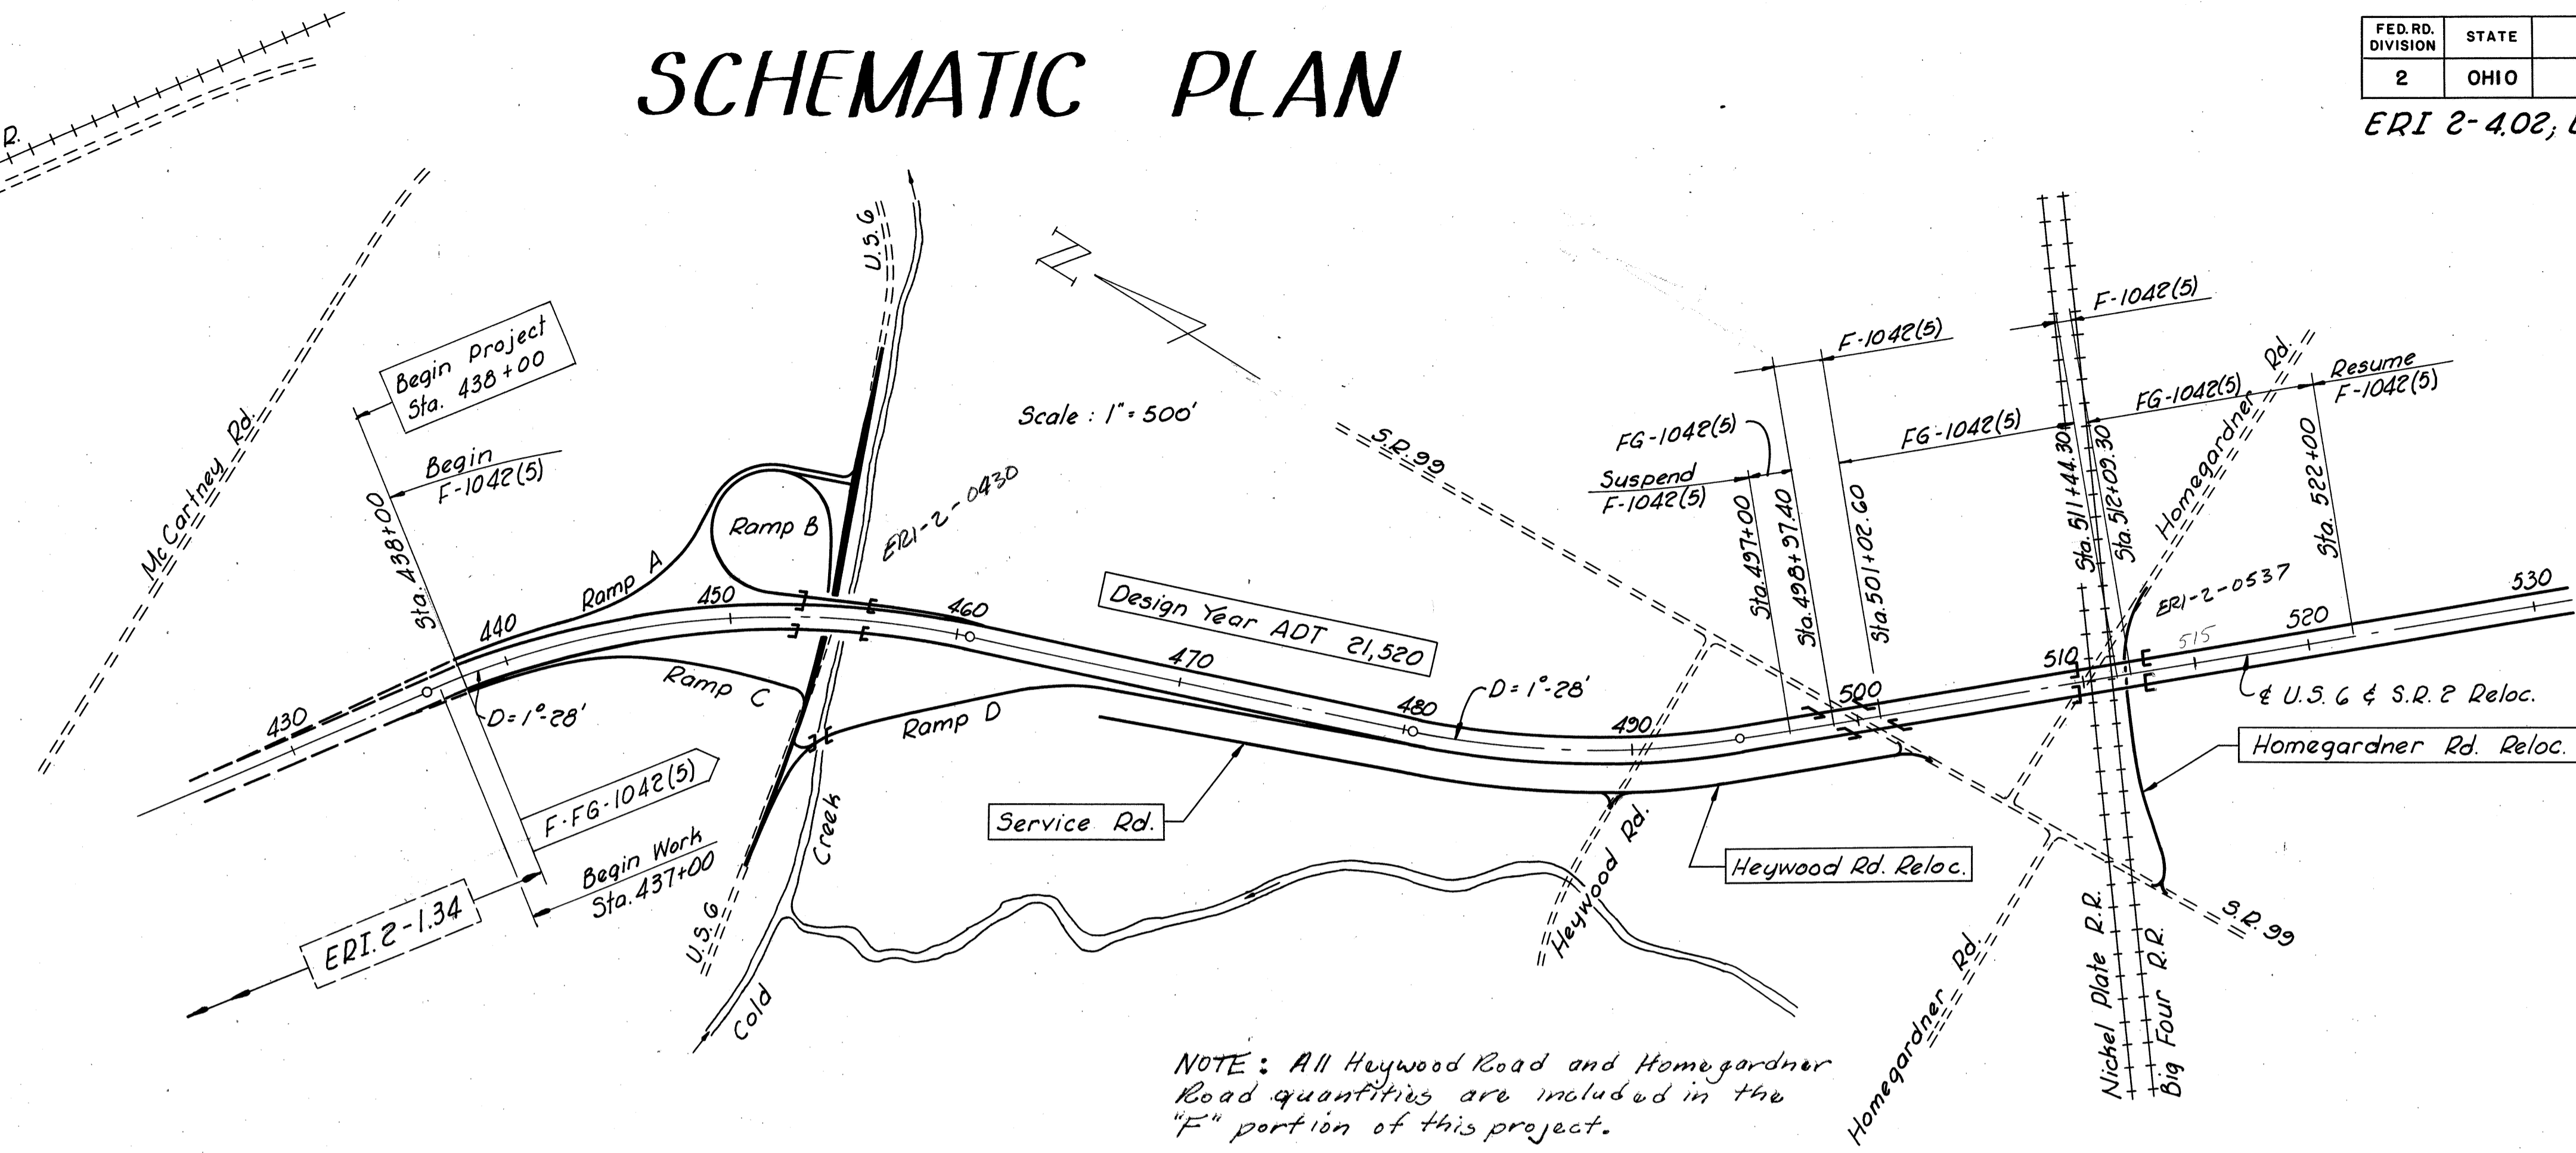 SCHEMATIC PLAN
FED. RD.
DIVISION
STATE
2
OHIO
ERI 2-4.02;
R.
McCartney Rd.
Begin Project
Sta. 438+00
Begin
F-1042(5)
Sta. 438+00
U.S. 6
N
Scale : 1" = 500'
ERI-2-0430
Ramp A
Ramp B
Ramp C
Ramp D
430
440
450
460
470
480
490
500
510
515
520
530
D = 1°-28'
D = 1°-28'
Design Year ADT 21,520
S.R. 99
F-1042(5)
FG-1042(5)
Suspend
F-1042(5)
Sta. 497+00
Sta. 498+97.40
Sta. 501+02.60
FG-1042(5)
F-1042(5)
FG-1042(5)
Resume
F-1042(5)
Sta. 511+44.30
Sta. 512+09.30
Sta. 522+00
Homegardner Rd.
ERI-2-0537
℄ U.S. 6 & S.R. 2 Reloc.
Homegardner Rd. Reloc.
F-FG-1042(5)
Begin Work
Sta. 437+00
ERI. 2-1.34
U.S. 6
Cold Creek
Service Rd.
Heywood Rd.
Heywood Rd. Reloc.
Homegardner Rd.
Nickel Plate R.R.
Big Four R.R.
S.R. 99
NOTE: All Heywood Road and Homegardner
Road quantities are included in the
"F" portion of this project.